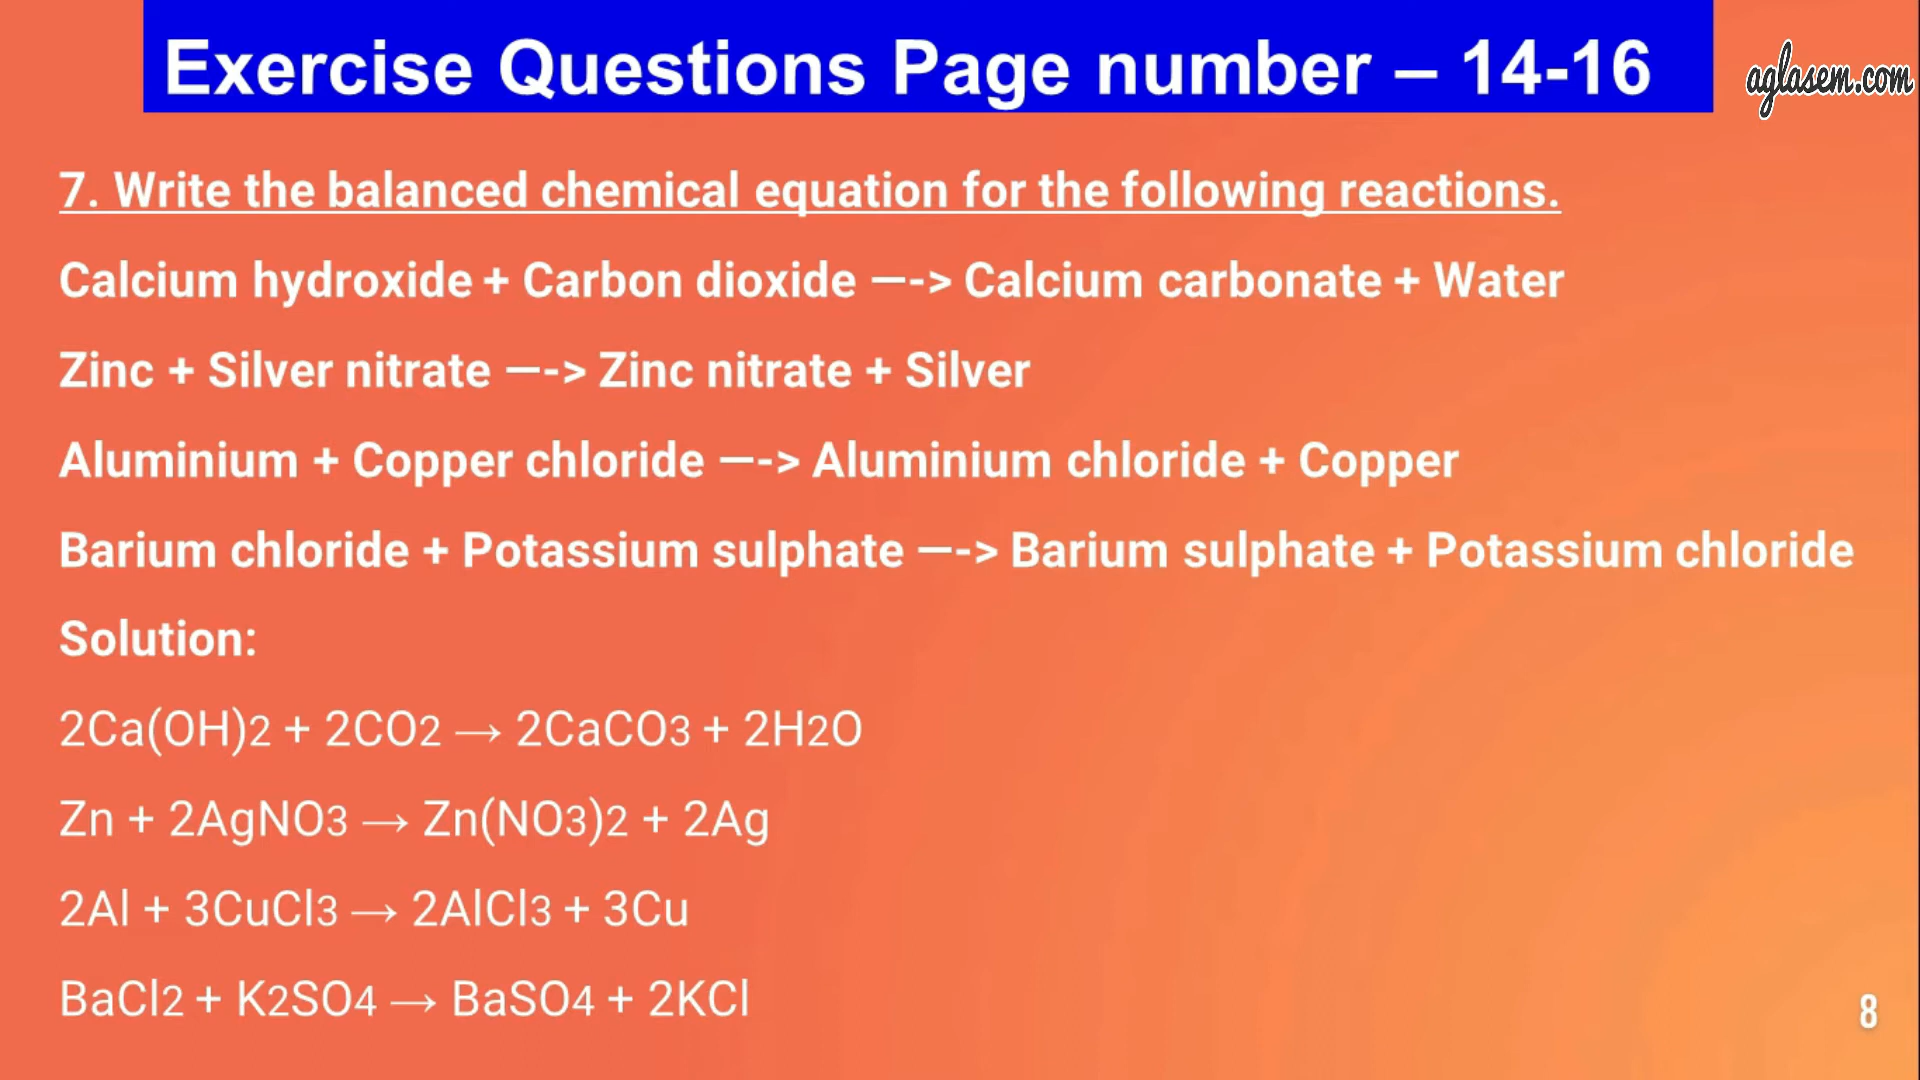 Exercise Questions Page number – 14-16
aglasem.com
7. Write the balanced chemical equation for the following reactions.
Calcium hydroxide + Carbon dioxide —-> Calcium carbonate + Water
Zinc + Silver nitrate —-> Zinc nitrate + Silver
Aluminium + Copper chloride —-> Aluminium chloride + Copper
Barium chloride + Potassium sulphate —-> Barium sulphate + Potassium chloride
Solution:
2Ca(OH)2 + 2CO2 → 2CaCO3 + 2H2O
Zn + 2AgNO3 → Zn(NO3)2 + 2Ag
2Al + 3CuCl3 → 2AlCl3 + 3Cu
BaCl2 + K2SO4 → BaSO4 + 2KCl
8